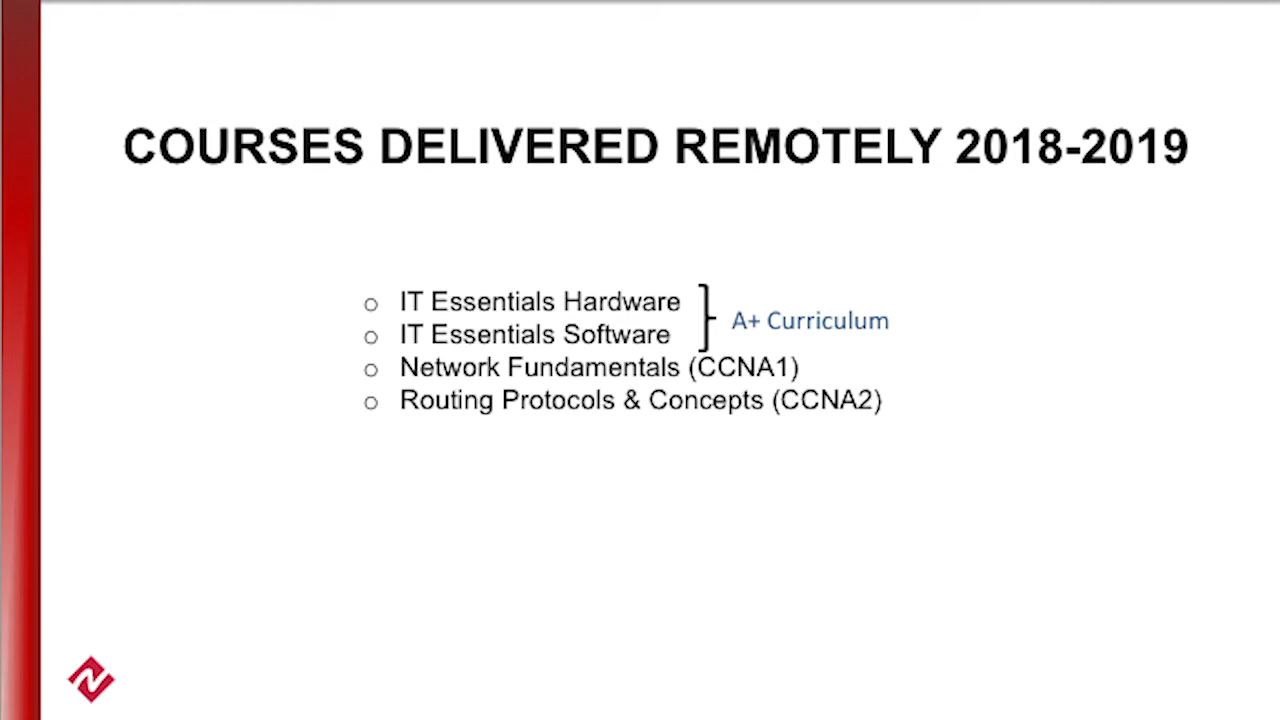 COURSES DELIVERED REMOTELY 2018-2019
IT Essentials Hardware
IT Essentials Software
A+ Curriculum
Network Fundamentals (CCNA1)
Routing Protocols & Concepts (CCNA2)